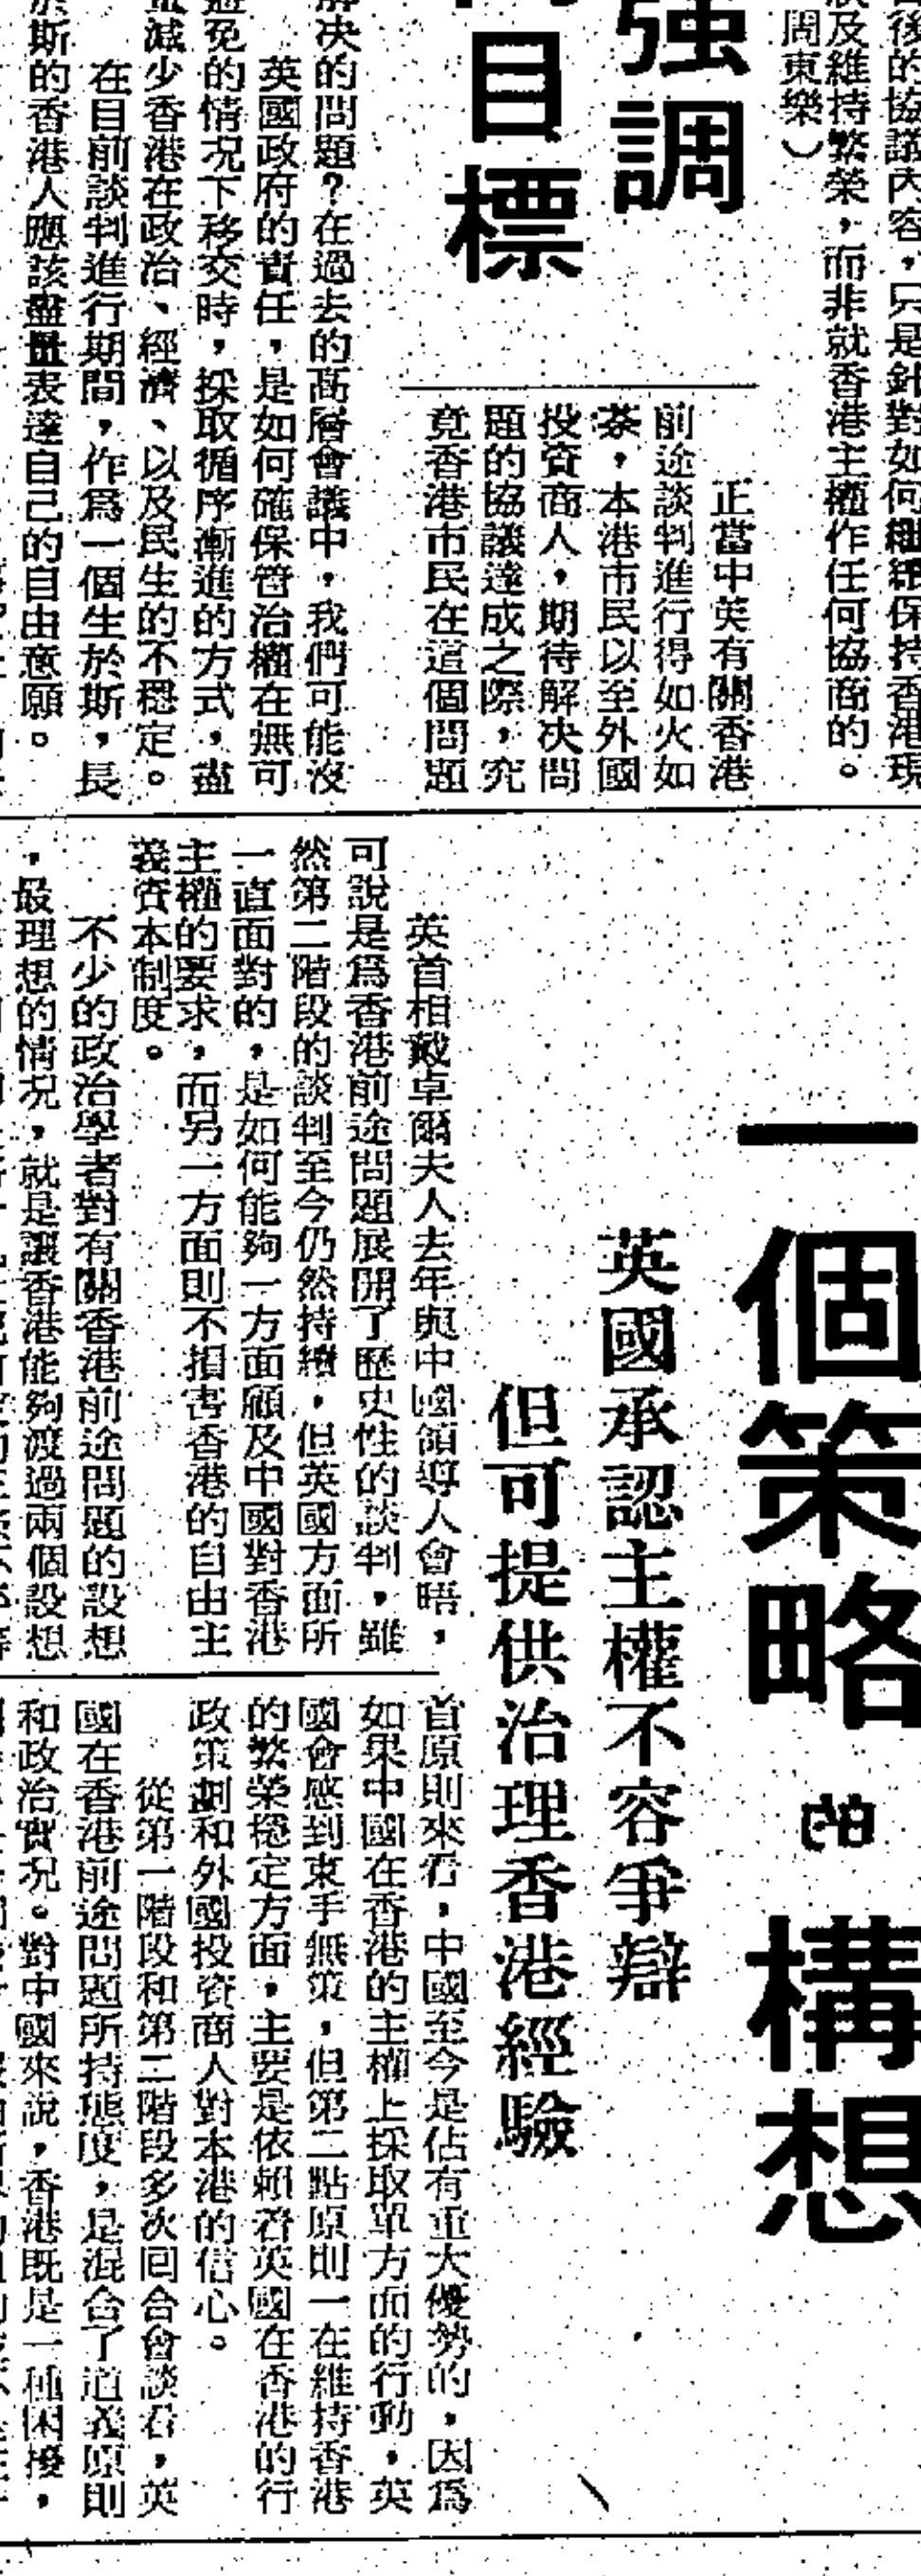 後的協議內容，只是針對如何繼續保持香港現
及維持繁榮，而非就香港主權作任何協商的。
周東樂）
強調
目標
正當中英有關香港
前途談判進行得如火如
荼，本港市民以至外國
投資商人，期待解決問
題的協議達成之際，究
竟香港市民在這個問題
解決的問題？在過去的高層會議中，我們可能沒
英國政府的責任，是如何確保管治權在無可
避免的情況下移交時，採取循序漸進的方式，盡
量減少香港在政治、經濟、以及民生的不穩定。
在目前談判進行期間，作爲一個生於斯，長
於斯的香港人應該盡量表達自己的自由意願。
一個策略的構想
英國承認主權不容爭辯
但可提供治理香港經驗
英首相戴卓爾夫人去年與中國領導人會晤，
可說是爲香港前途問題展開了歷史性的談判，雖
然第二階段的談判至今仍然持續，但英國方面所
一直面對的，是如何能夠一方面顧及中國對香港
主權的要求，而另一方面則不損害香港的自由主
義資本制度。
不少的政治學者對有關香港前途問題的設想
，最理想的情況，就是讓香港能夠渡過兩個設想
首原則來看，中國至今是佔有重大優勢的，因爲
如果中國在香港的主權上採取單方面的行動，英
國會感到束手無策，但第二點原則一在維持香港
的繁榮穩定方面，主要是依賴着英國在香港的行
政策劃和外國投資商人對本港的信心。
從第一階段和第二階段多次回合會談看，英
國在香港前途問題所持態度，是混合了道義原則
和政治實況。對中國來說，香港既是一種困擾，